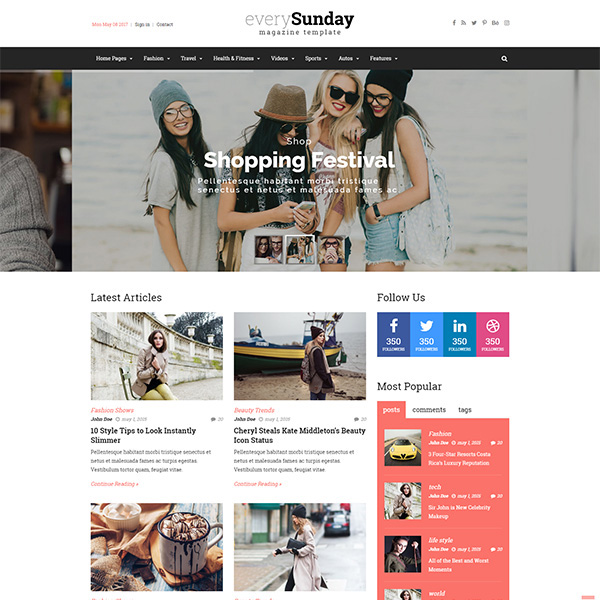 everySunday
magazine template
Mon May 08 2017 | Sign in | Contact
Home Pages Fashion Travel Health & Fitness Videos Sports Autos Features
Shop
Shopping Festival
Pellentesque habitant morbi tristique
senectus et netus et malesuada fames ac
Latest Articles
Fashion Shows
John Doe may 1, 2016 20
10 Style Tips to Look Instantly
Slimmer
Pellentesque habitant morbi tristique senectus et
netus et malesuada fames ac turpis egestas.
Vestibulum tortor quam, feugiat vitae.
Continue Reading »
Beauty Trends
John Doe may 1, 2016 20
Cheryl Steals Kate Middleton's Beauty
Icon Status
Pellentesque habitant morbi tristique senectus et
netus et malesuada fames ac turpis egestas.
Vestibulum tortor quam, feugiat vitae.
Continue Reading »
Follow Us
350 350 350 350
FOLLOWERS FOLLOWERS FOLLOWERS FOLLOWERS
Most Popular
posts comments tags
Fashion
John Doe may 1, 2016 20
3 Four-Star Resorts Costa
Rica's Luxury Reputation
tech
John Doe may 1, 2016 20
Sir John is New Celebrity
Makeup
life style
John Doe may 1, 2016 20
All of the Best and Worst
Moments
world